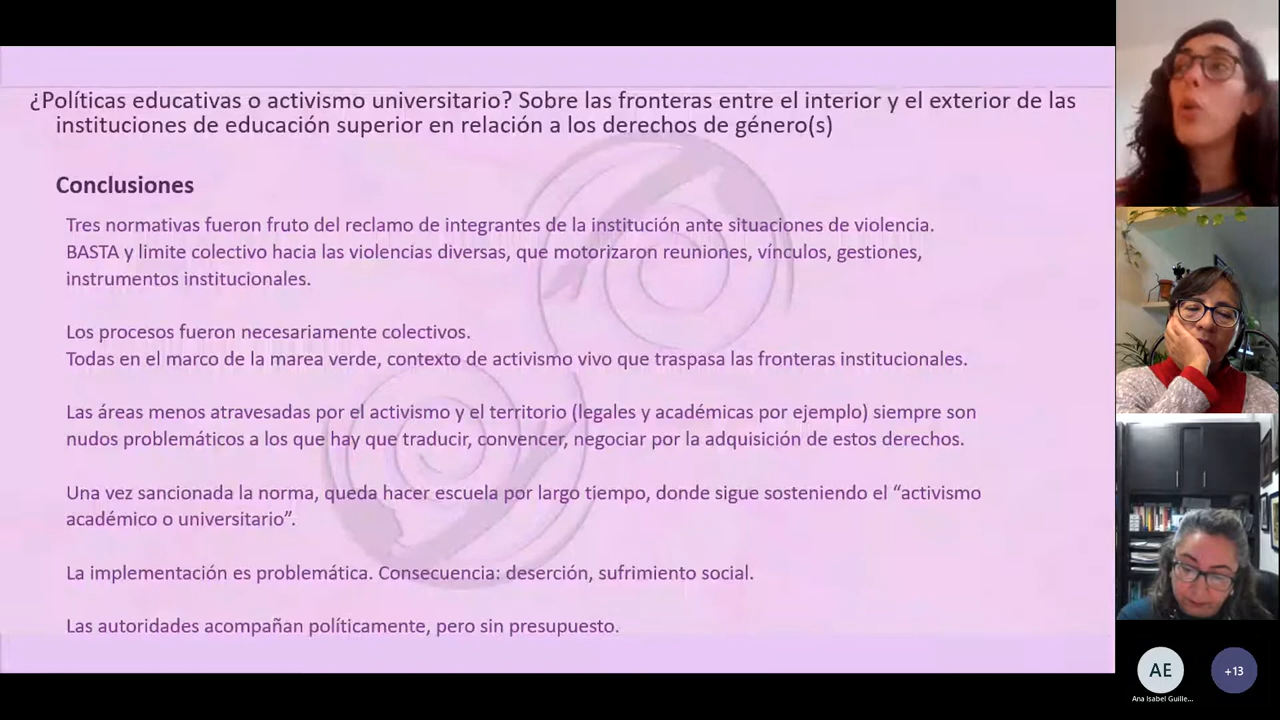 ¿Políticas educativas o activismo universitario? Sobre las fronteras entre el interior y el exterior de las
instituciones de educación superior en relación a los derechos de género(s)
Conclusiones
Tres normativas fueron fruto del reclamo de integrantes de la institución ante situaciones de violencia.
BASTA y limite colectivo hacia las violencias diversas, que motorizaron reuniones, vínculos, gestiones,
instrumentos institucionales.
Los procesos fueron necesariamente colectivos.
Todas en el marco de la marea verde, contexto de activismo vivo que traspasa las fronteras institucionales.
Las áreas menos atravesadas por el activismo y el territorio (legales y académicas por ejemplo) siempre son
nudos problemáticos a los que hay que traducir, convencer, negociar por la adquisición de estos derechos.
Una vez sancionada la norma, queda hacer escuela por largo tiempo, donde sigue sosteniendo el “activismo
académico o universitario”.
La implementación es problemática. Consecuencia: deserción, sufrimiento social.
Las autoridades acompañan políticamente, pero sin presupuesto.
AE
+13
Ana Isabel Guille...